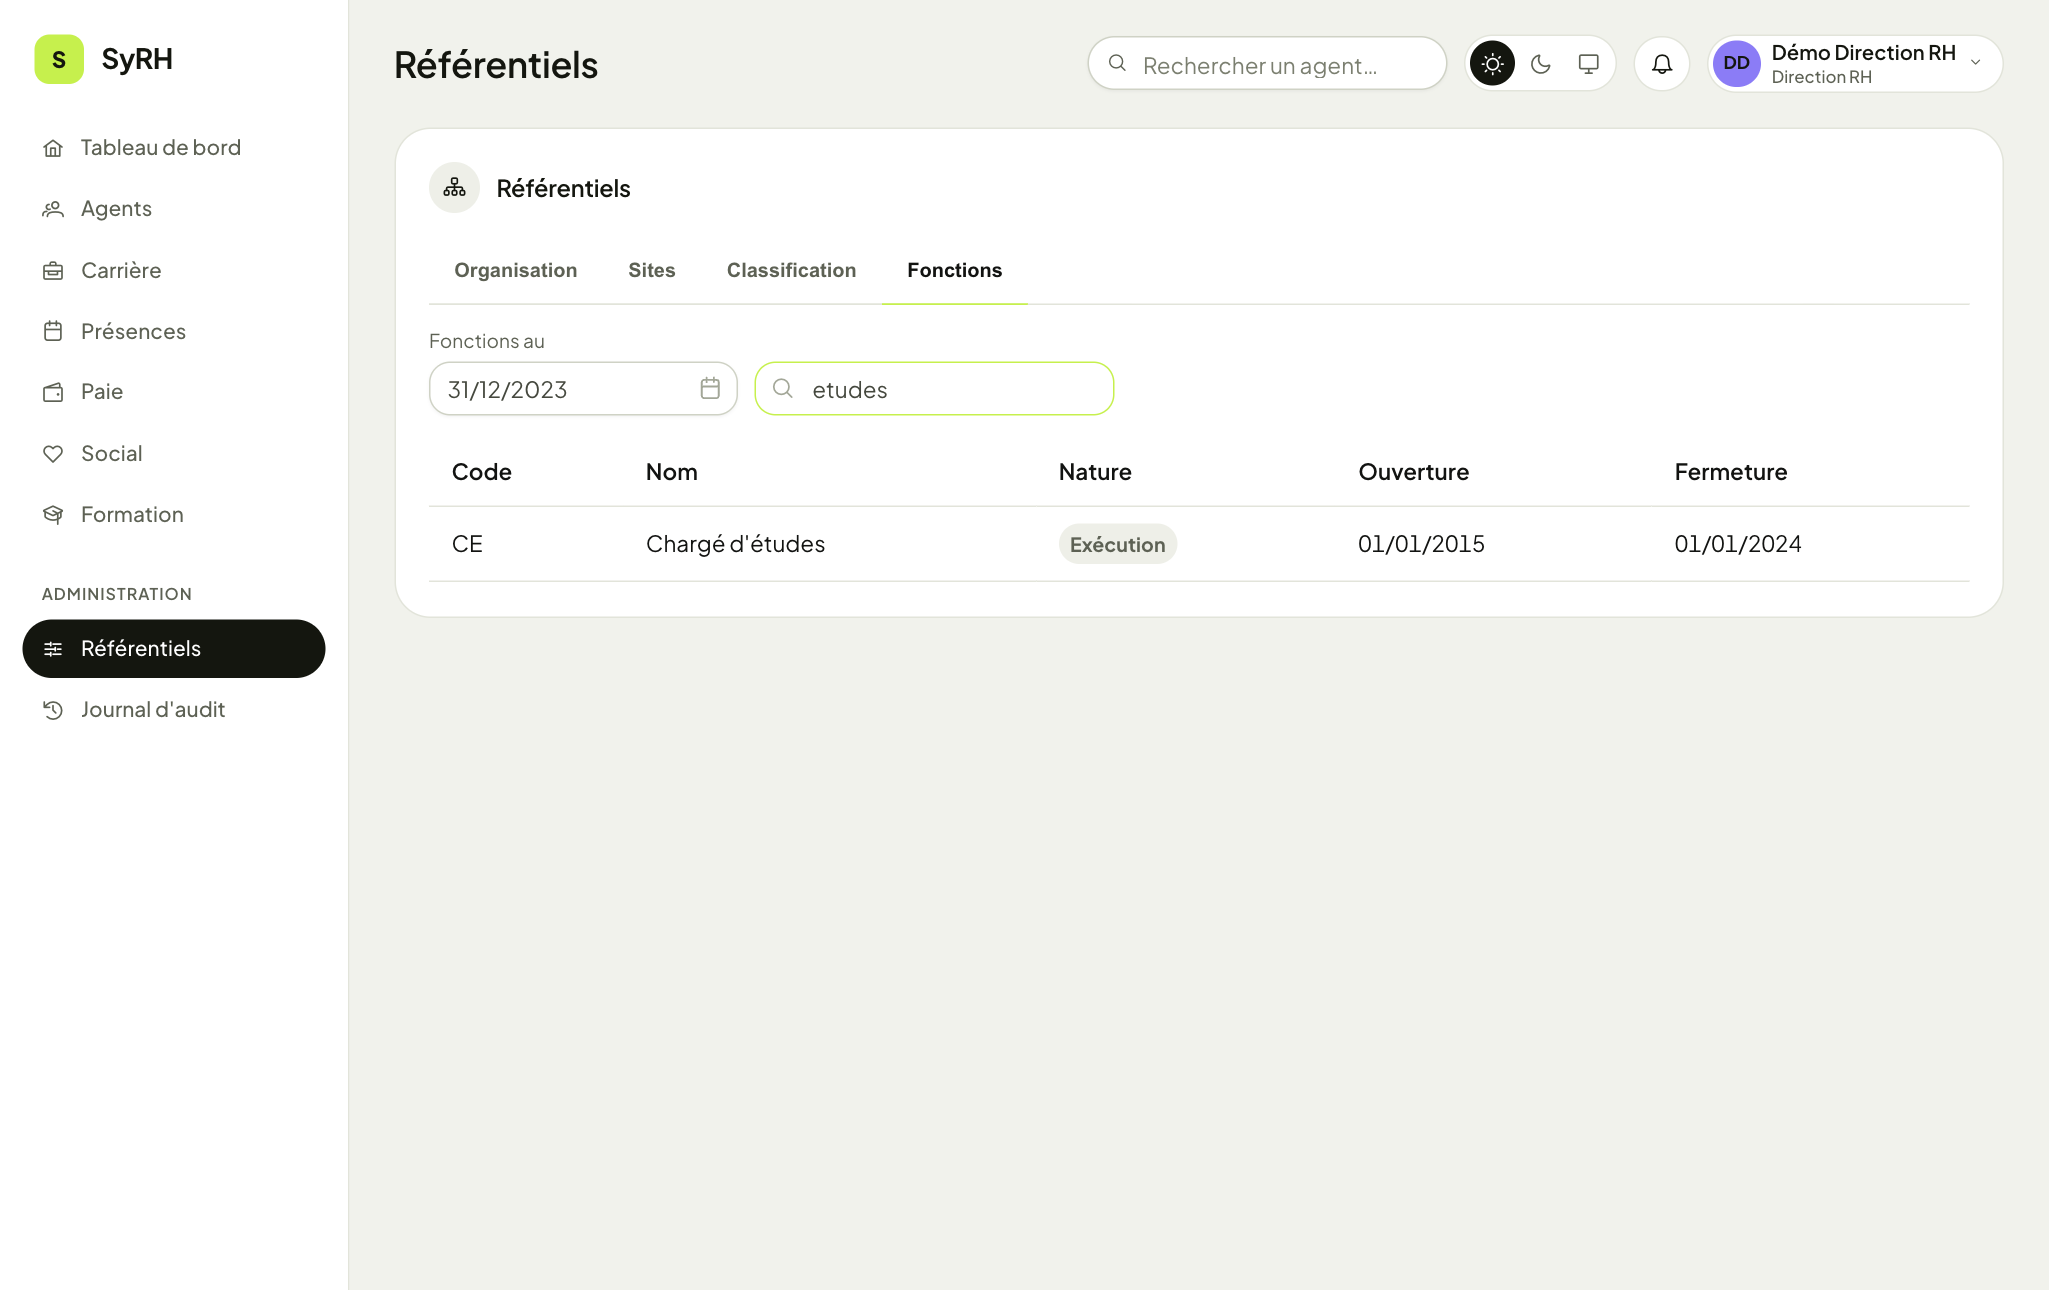 S SyRH
Tableau de bord
Agents
Carrière
Présences
Paie
Social
Formation
ADMINISTRATION
Référentiels
Journal d'audit
Référentiels
Rechercher un agent...
DD
Démo Direction RH
Direction RH
Référentiels
Organisation Sites Classification Fonctions
Fonctions au
31/12/2023 etudes
Code Nom Nature Ouverture Fermeture
CE Chargé d'études Exécution 01/01/2015 01/01/2024